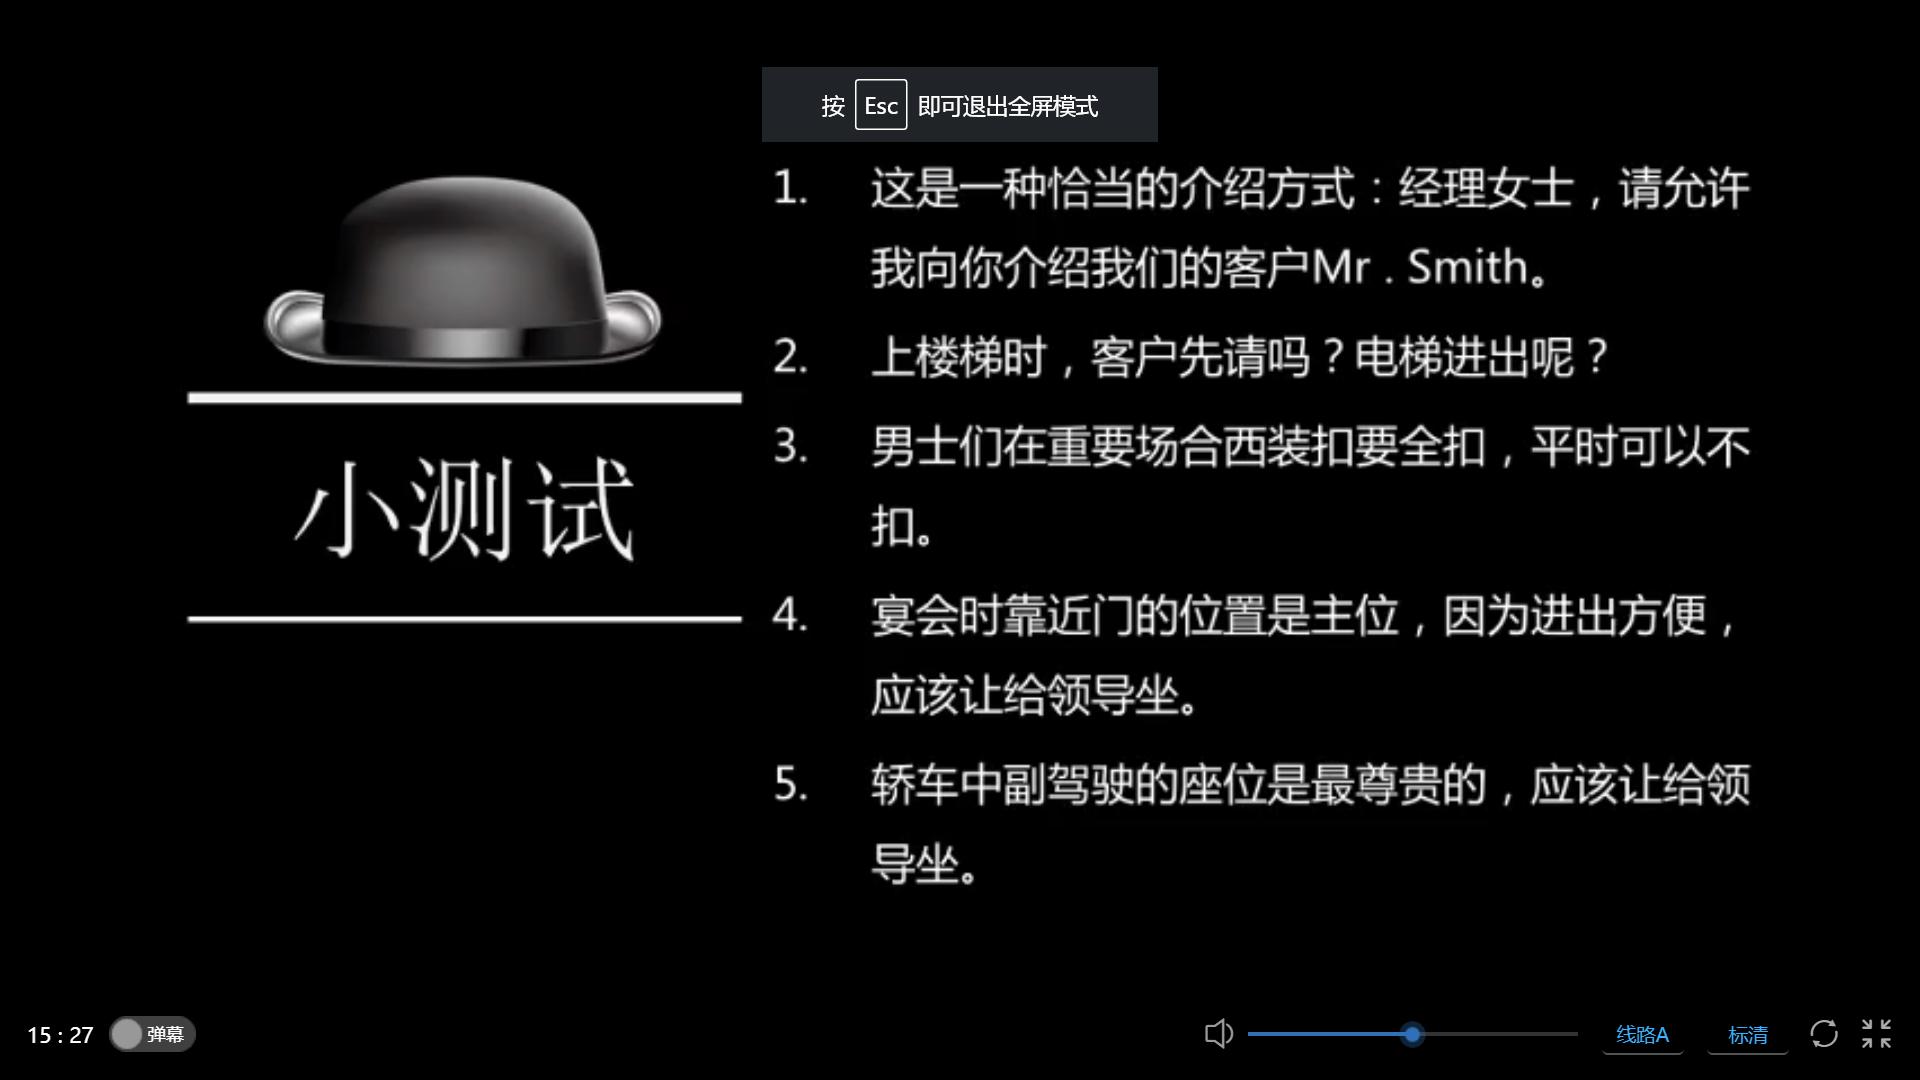 按 Esc 即可退出全屏模式
小测试
1. 这是一种恰当的介绍方式：经理女士，请允许
我向你介绍我们的客户Mr . Smith。
2. 上楼梯时，客户先请吗？电梯进出呢？
3. 男士们在重要场合西装扣要全扣，平时可以不
扣。
4. 宴会时靠近门的位置是主位，因为进出方便，
应该让给领导坐。
5. 轿车中副驾驶的座位是最尊贵的，应该让给领
导坐。
15 : 27 弹幕 线路A 标清